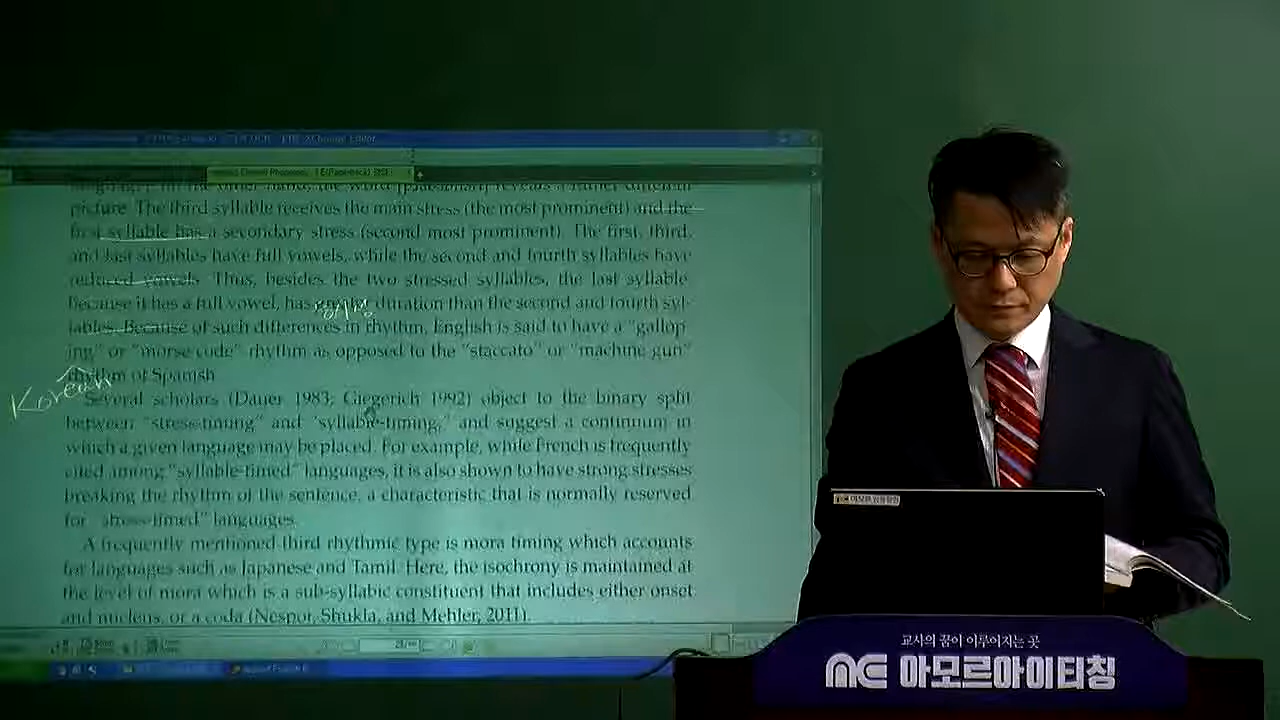 PDF-XChange Editor
picture. The third syllable receives the main stress (the most prominent) and the
first syllable has a secondary stress (second most prominent). The first, third,
and last syllables have full vowels, while the second and fourth syllables have
reduced vowels. Thus, besides the two stressed syllables, the last syllable
because it has a full vowel, has duration than the second and fourth syl-
lables. Because of such differences in rhythm, English is said to have a "gallop-
ing" or "morse code" rhythm as opposed to the "staccato" or "machine gun"
rhythm of Spanish
Korean
Several scholars (Dauer 1983; Giegerich 1992) object to the binary split
between "stress-timing" and "syllable-timing," and suggest a continuum in
which a given language may be placed. For example, while French is frequently
cited among "syllable-timed" languages, it is also shown to have strong stresses
breaking the rhythm of the sentence, a characteristic that is normally reserved
for "stress-timed" languages.
A frequently mentioned third rhythmic type is mora timing which accounts
for languages such as Japanese and Tamil. Here, the isochrony is maintained at
the level of mora which is a sub-syllabic constituent that includes either onset
and nucleus, or a coda (Nespor, Shukla, and Mehler, 2011).
교사의 꿈이 이루어지는 곳
아모르아이티칭